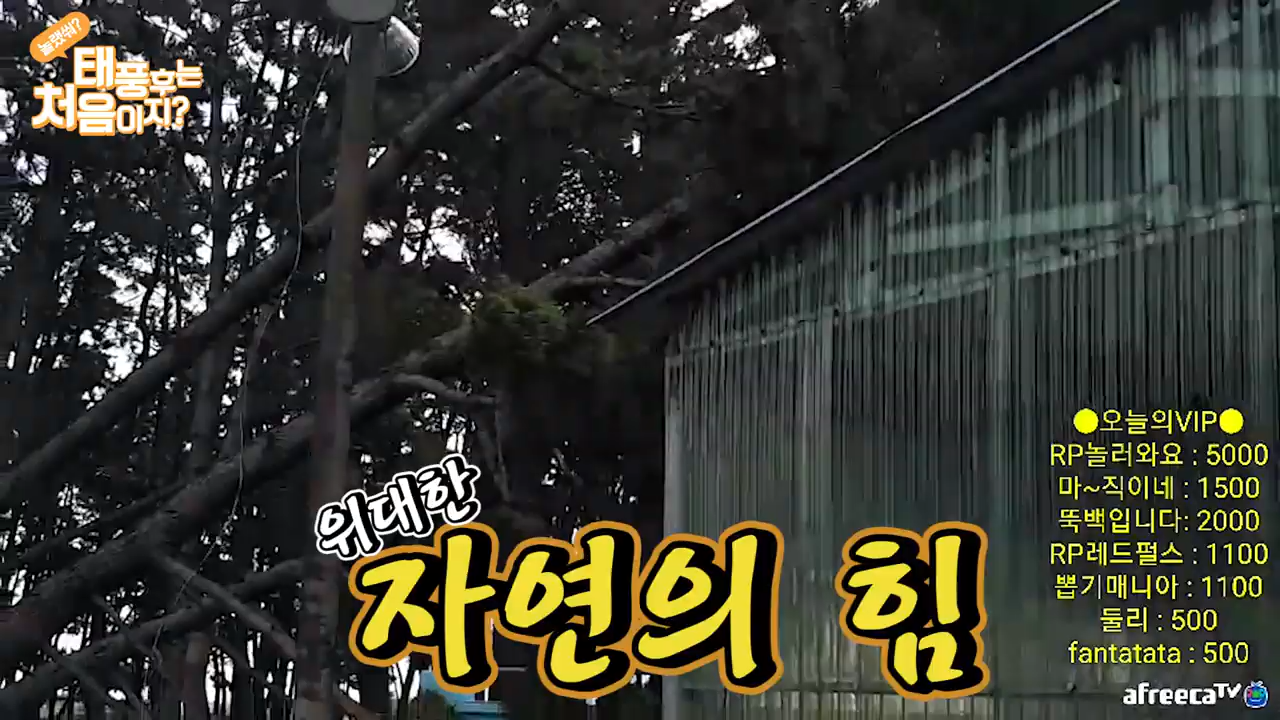 놀랬쒀?
태풍후는
처음이지?
위대한
자연의 힘
●오늘의VIP●
RP놀러와요 : 5000
마~직이네 : 1500
뚝백입니다: 2000
RP레드펄스 : 1100
뽑기매니아 : 1100
둘리 : 500
fantatata : 500
afreecaTV